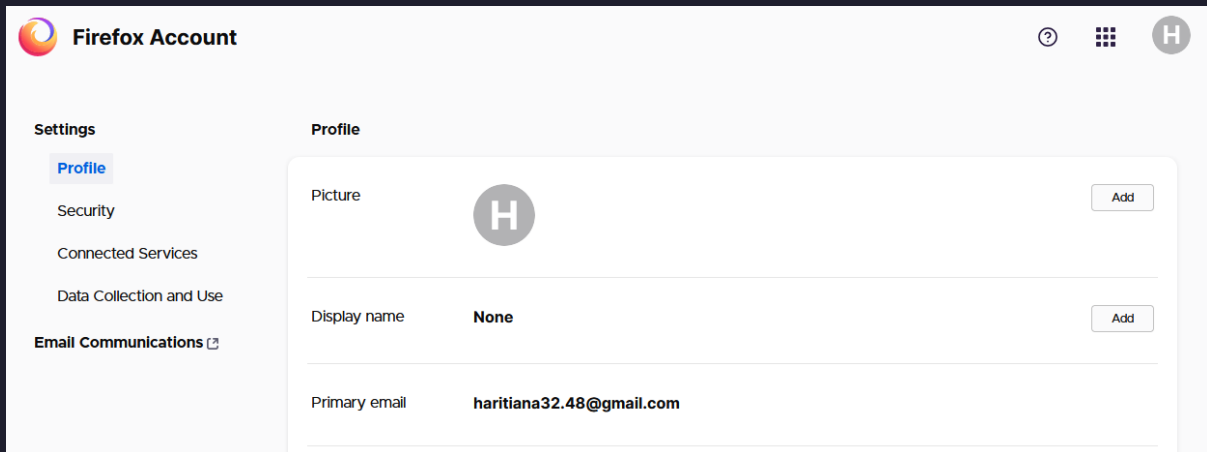 Firefox Account
H
Settings
Profile
Security
Connected Services
Data Collection and Use
Email Communications
Profile
Picture
H
Add
Display name
None
Add
Primary email
haritiana32.48@gmail.com